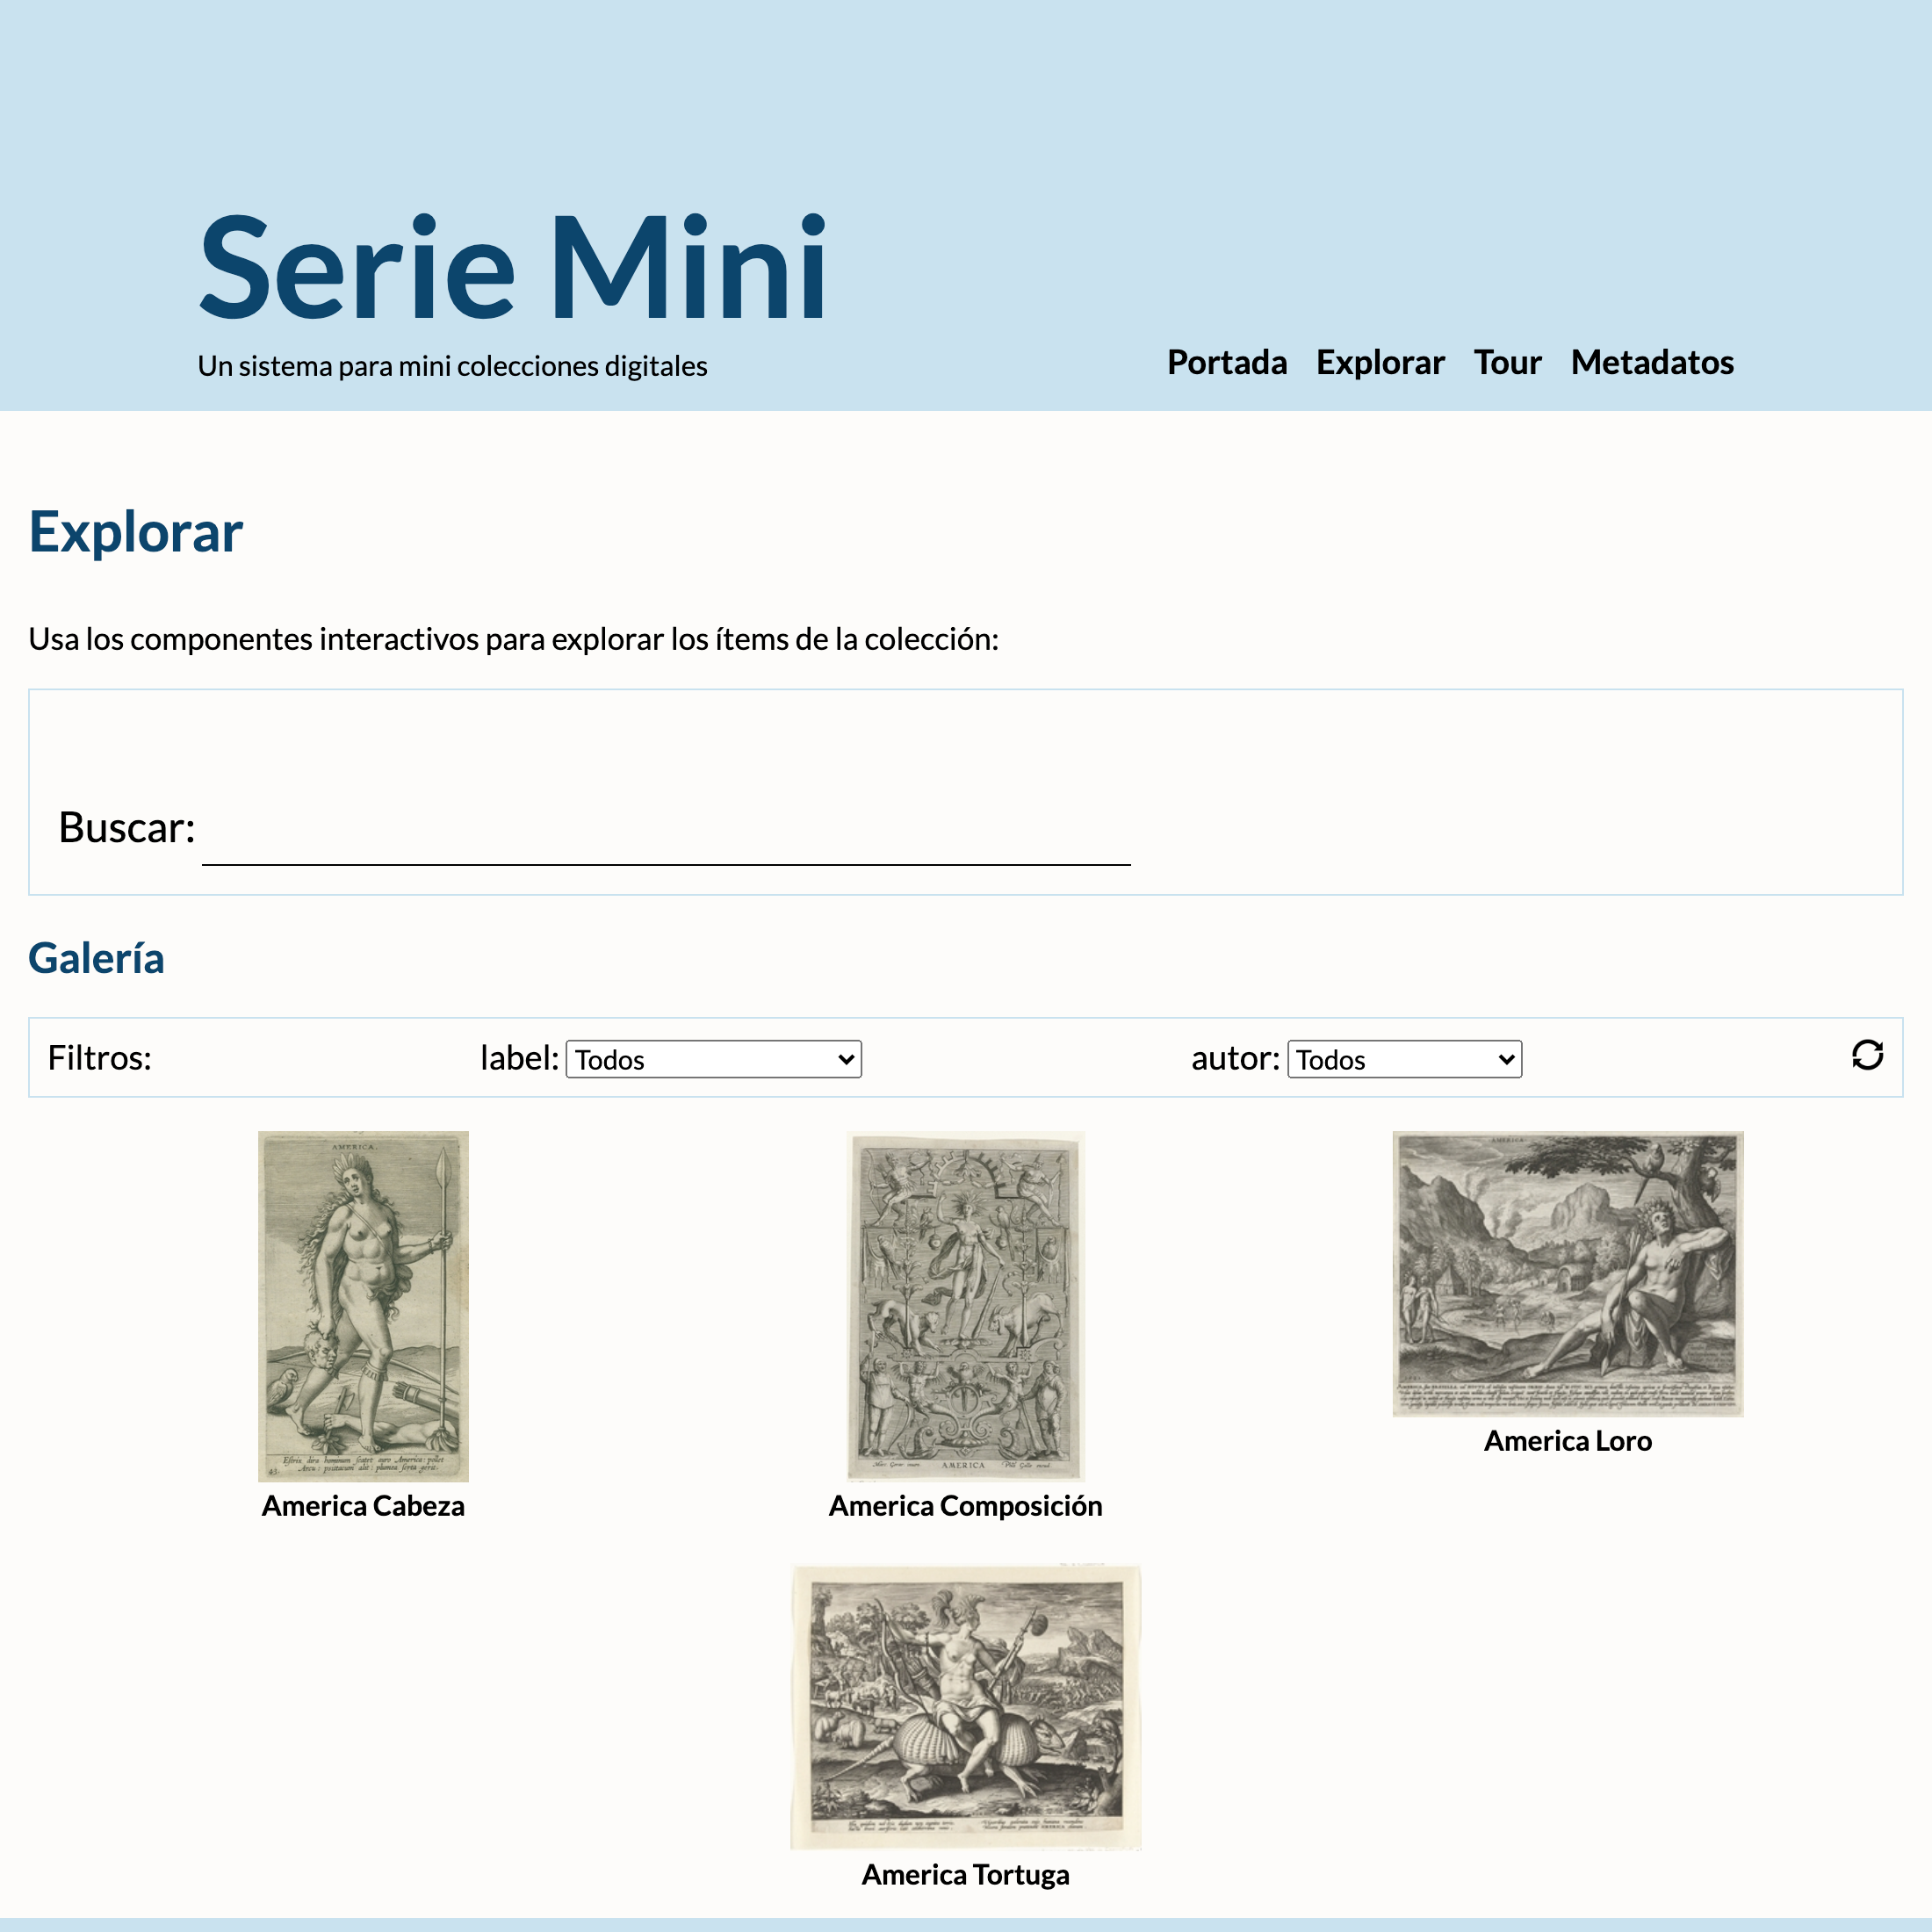 Serie Mini
Un sistema para mini colecciones digitales
Portada Explorar Tour Metadatos
Explorar
Usa los componentes interactivos para explorar los ítems de la colección:
Buscar:
Galería
Filtros: label: Todos autor: Todos
AMERICA.
AMERICA
AMERICA
America Cabeza
America Composición
America Loro
America Tortuga